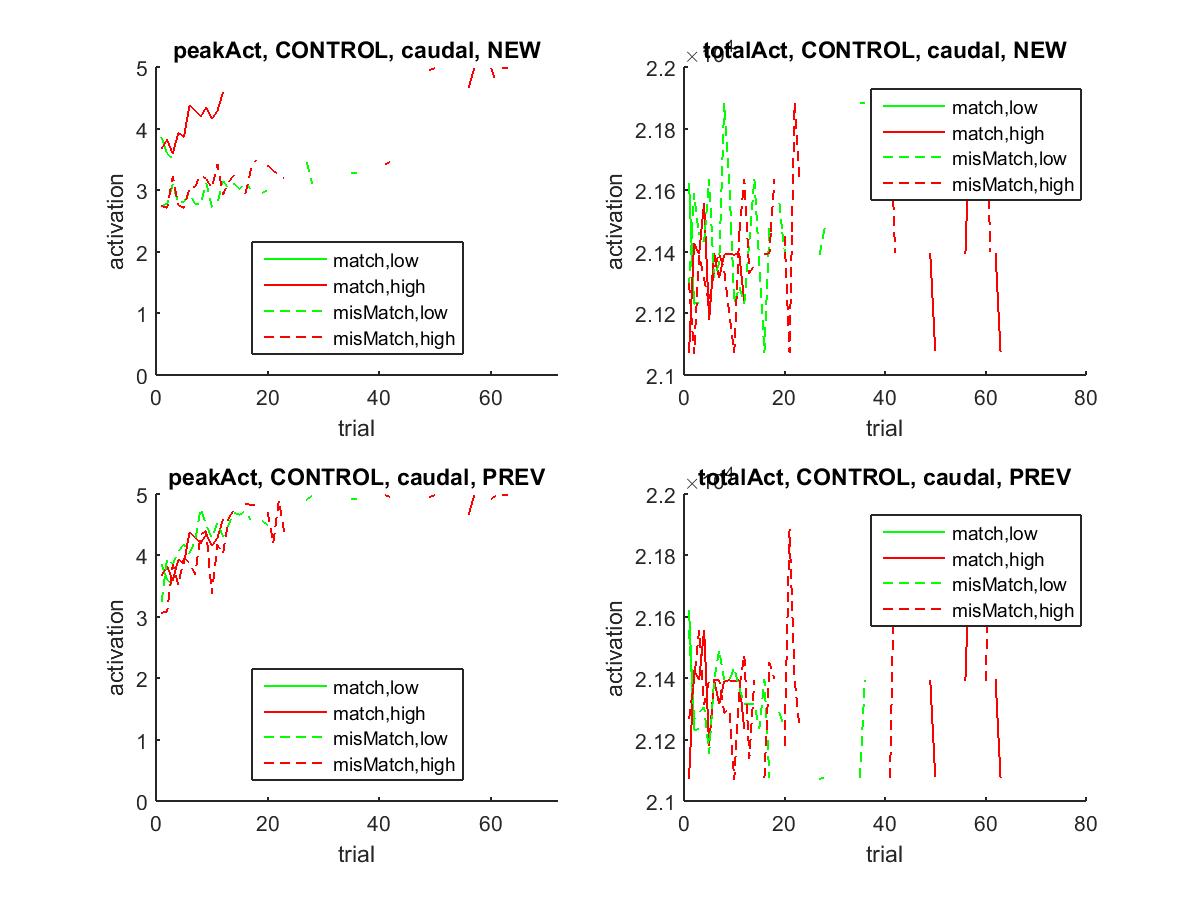 peakAct, CONTROL, caudal, NEW
5
4
3
2
1
0
0 20 40 60
activation
trial
match,low
match,high
misMatch,low
misMatch,high
totalAct, CONTROL, caudal, NEW
2.2
2.18
2.16
2.14
2.12
2.1
0 20 40 60 80
activation
trial
match,low
match,high
misMatch,low
misMatch,high
peakAct, CONTROL, caudal, PREV
5
4
3
2
1
0
0 20 40 60
activation
trial
match,low
match,high
misMatch,low
misMatch,high
totalAct, CONTROL, caudal, PREV
2.2
2.18
2.16
2.14
2.12
2.1
0 20 40 60 80
activation
trial
match,low
match,high
misMatch,low
misMatch,high